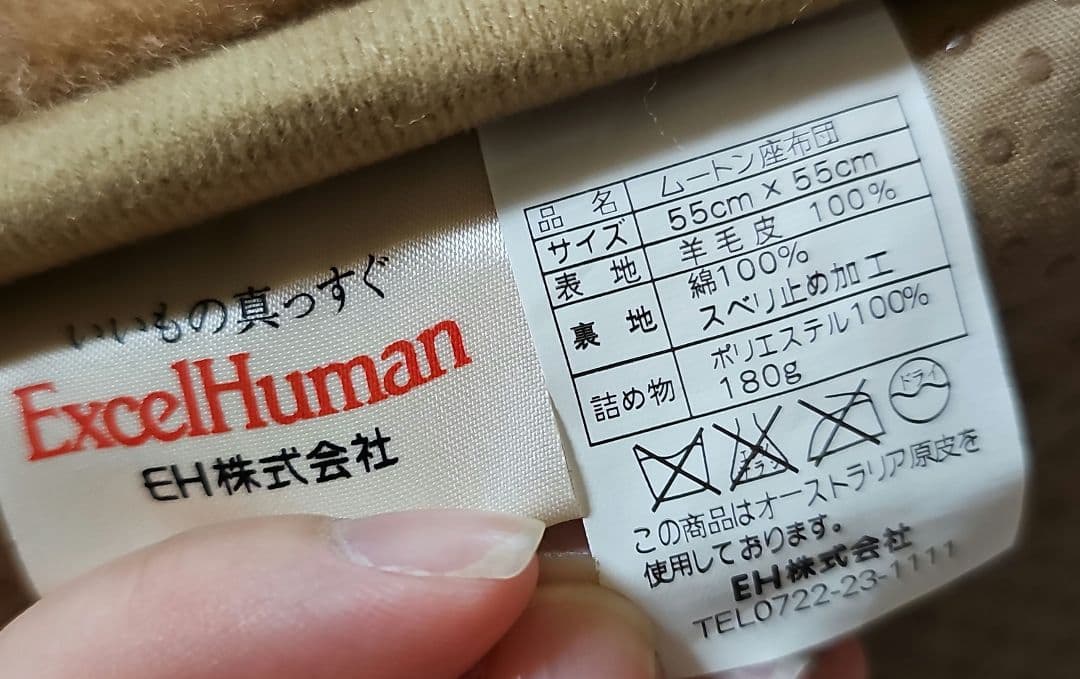 いいもの真っすぐ
ExcelHuman
EH株式会社
品 名 ムートン座布団
サイズ 55cm × 55cm
表 地 羊毛皮 100%
裏 地 綿100%
スベリ止め加工
詰め物 ポリエステル100%
180g
ドライ
この商品はオーストラリア原皮を
使用しております。
EH株式会社
TEL0722-23-1111